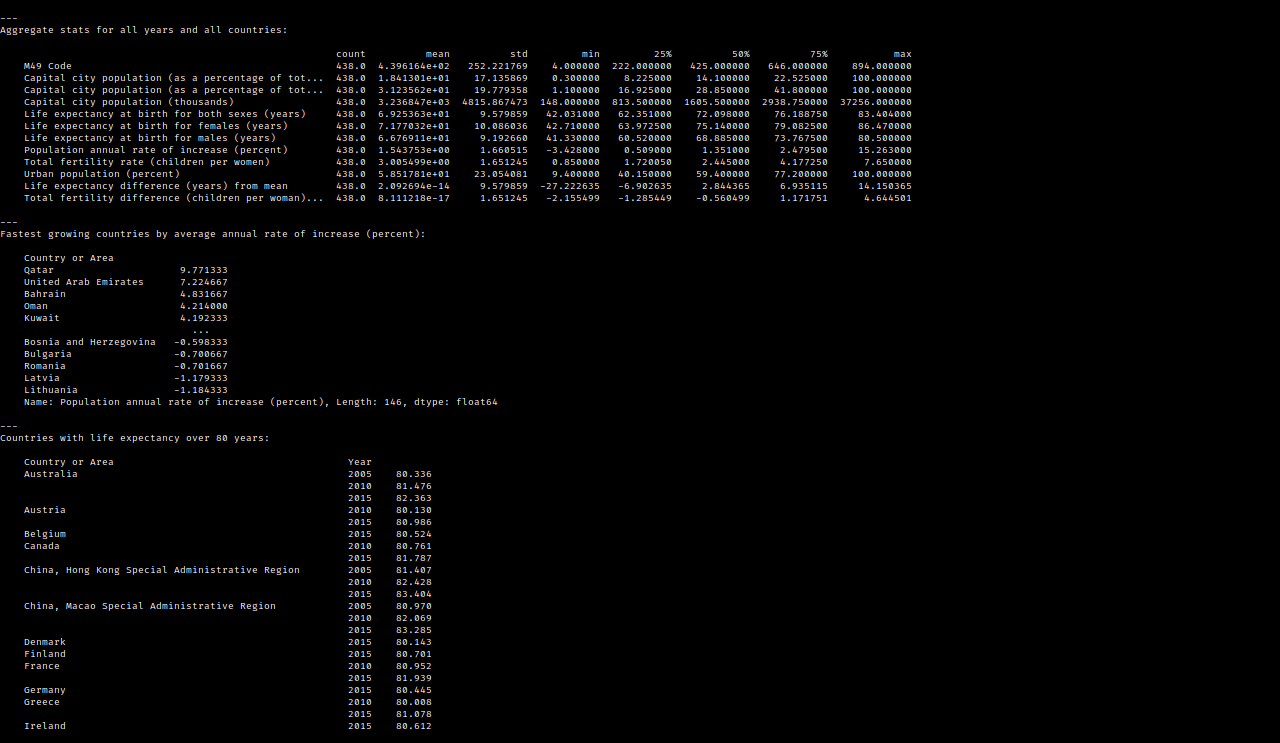 ---
Aggregate stats for all years and all countries:
                                                        count          mean          std         min         25%          50%          75%           max
    M49 Code                                            438.0  4.396164e+02   252.221769    4.000000  222.000000   425.000000   646.000000    894.000000
    Capital city population (as a percentage of tot...  438.0  1.841301e+01    17.135869    0.300000    8.225000    14.100000    22.525000    100.000000
    Capital city population (as a percentage of tot...  438.0  3.123562e+01    19.779358    1.100000   16.925000    28.850000    41.800000    100.000000
    Capital city population (thousands)                 438.0  3.236847e+03  4815.867473  148.000000  813.500000  1605.500000  2938.750000  37256.000000
    Life expectancy at birth for both sexes (years)     438.0  6.925363e+01     9.579859   42.031000   62.351000    72.098000    76.188750     83.404000
    Life expectancy at birth for females (years)        438.0  7.177032e+01    10.086036   42.710000   63.972500    75.140000    79.082500     86.470000
    Life expectancy at birth for males (years)          438.0  6.676911e+01     9.192660   41.330000   60.520000    68.885000    73.767500     80.500000
    Population annual rate of increase (percent)        438.0  1.543753e+00     1.660515   -3.428000    0.509000     1.351000     2.479500     15.263000
    Total fertility rate (children per women)           438.0  3.005499e+00     1.651245    0.850000    1.720050     2.445000     4.177250      7.650000
    Urban population (percent)                          438.0  5.851781e+01    23.054081    9.400000   40.150000    59.400000    77.200000    100.000000
    Life expectancy difference (years) from mean        438.0  2.092694e-14     9.579859  -27.222635   -6.902635     2.844365     6.935115     14.150365
    Total fertility difference (children per woman)...  438.0  8.111218e-17     1.651245   -2.155499   -1.285449    -0.560499     1.171751      4.644501
---
Fastest growing countries by average annual rate of increase (percent):
    Country or Area
    Qatar                     9.771333
    United Arab Emirates      7.224667
    Bahrain                   4.831667
    Oman                      4.214000
    Kuwait                    4.192333
                                ...
    Bosnia and Herzegovina   -0.598333
    Bulgaria                 -0.700667
    Romania                  -0.701667
    Latvia                   -1.179333
    Lithuania                -1.184333
    Name: Population annual rate of increase (percent), Length: 146, dtype: float64
---
Countries with life expectancy over 80 years:
    Country or Area                                       Year
    Australia                                             2005    80.336
                                                          2010    81.476
                                                          2015    82.363
    Austria                                               2010    80.130
                                                          2015    80.986
    Belgium                                               2015    80.524
    Canada                                                2010    80.761
                                                          2015    81.787
    China, Hong Kong Special Administrative Region        2005    81.407
                                                          2010    82.428
                                                          2015    83.404
    China, Macao Special Administrative Region            2005    80.970
                                                          2010    82.069
                                                          2015    83.285
    Denmark                                               2015    80.143
    Finland                                               2015    80.701
    France                                                2010    80.952
                                                          2015    81.939
    Germany                                               2015    80.445
    Greece                                                2010    80.008
                                                          2015    81.078
    Ireland                                               2015    80.612